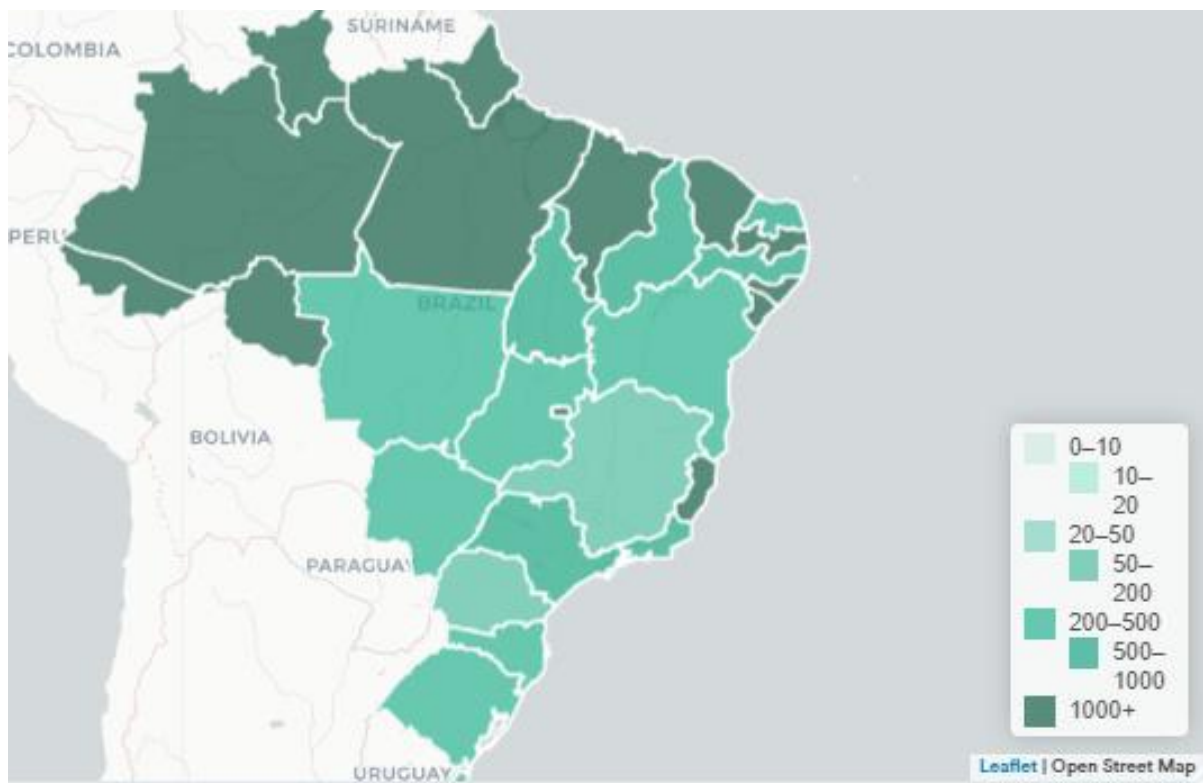 SURINAME
COLOMBIA
PERU
BRAZIL
BOLIVIA
PARAGUAY
URUGUAY
0–10
10–
20
20–50
50–
200
200–500
500–
1000
1000+
Leaflet | Open Street Map